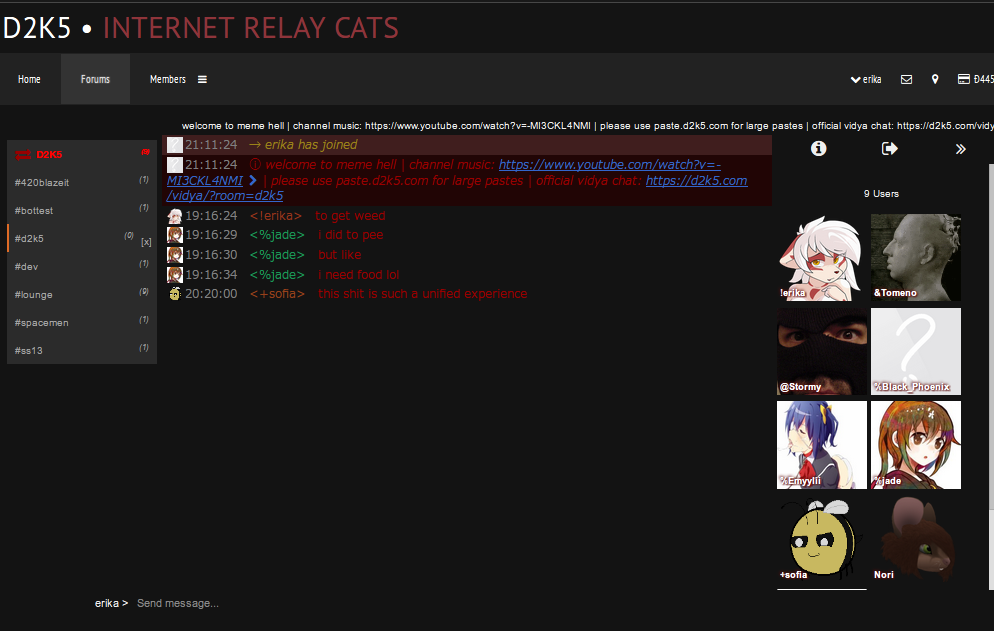 D2K5 • INTERNET RELAY CATS
Home Forums Members
erika Đ445
welcome to meme hell | channel music: https://www.youtube.com/watch?v=-MI3CKL4NMI | please use paste.d2k5.com for large pastes | official vidya chat: https://d2k5.com/vidy
D2K5
#420blazeit (1)
#bottest (1)
#d2k5 (0) [x]
#dev (1)
#lounge (9)
#spacemen (1)
#ss13 (1)
21:11:24 → erika has joined
21:11:24 welcome to meme hell | channel music: https://www.youtube.com/watch?v=-
MI3CKL4NMI | please use paste.d2k5.com for large pastes | official vidya chat: https://d2k5.com
/vidya/?room=d2k5
19:16:24 <!erika> to get weed
19:16:29 <%jade> i did to pee
19:16:30 <%jade> but like
19:16:34 <%jade> i need food lol
20:20:00 <+sofia> this shit is such a unified experience
9 Users
!erika &Tomeno
@Stormy %Black_Phoenix
%Emyylli %jade
+sofia Nori
erika > Send message...